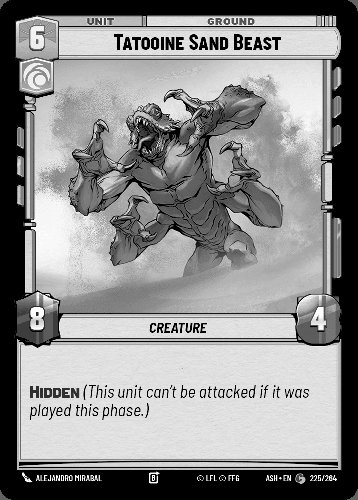 UNIT
GROUND
6
TATOOINE SAND BEAST
8
4
CREATURE
HIDDEN (This unit can't be attacked if it was
played this phase.)
ALEJANDRO MIRABAL
© LFL © FFG
ASH • EN
225/264